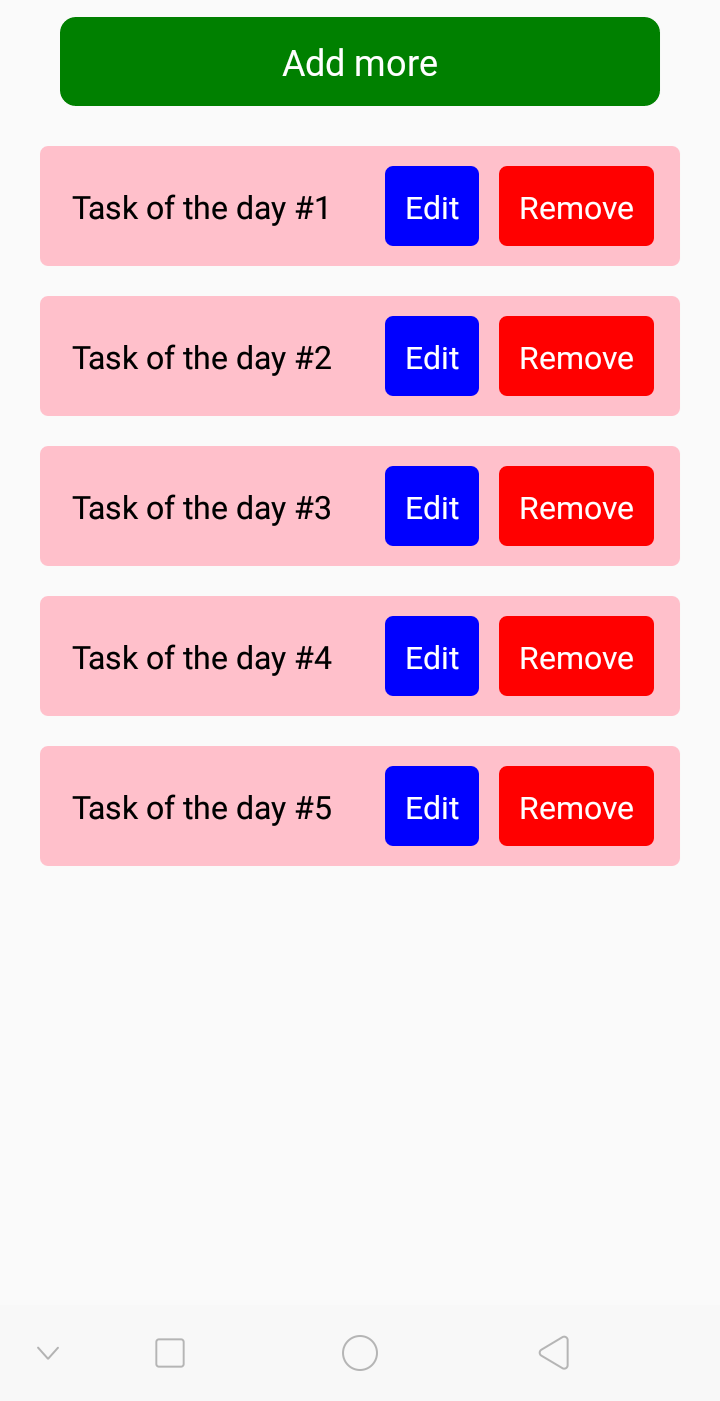 Add more
Task of the day #1 Edit Remove
Task of the day #2 Edit Remove
Task of the day #3 Edit Remove
Task of the day #4 Edit Remove
Task of the day #5 Edit Remove